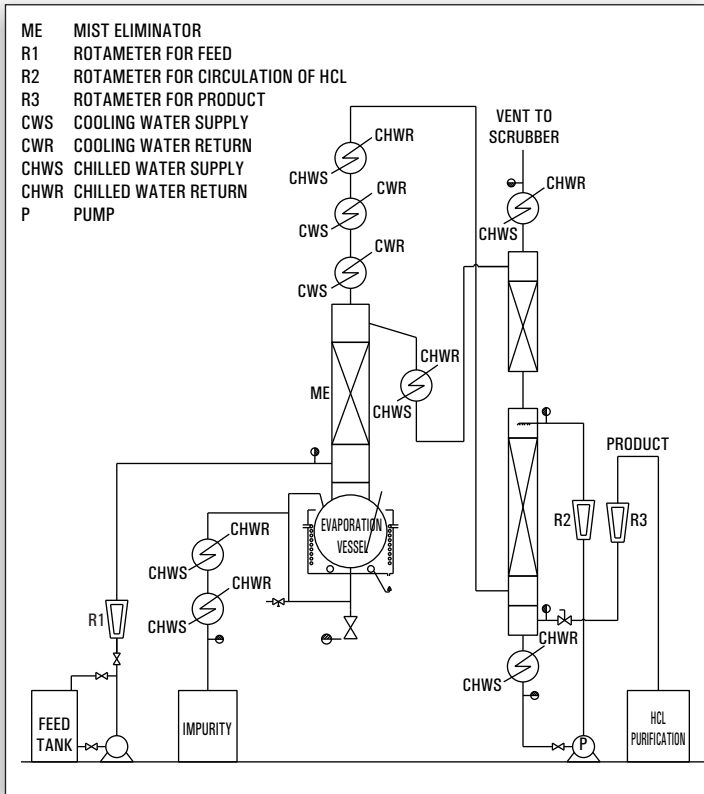 ME MIST ELIMINATOR
R1 ROTAMETER FOR FEED
R2 ROTAMETER FOR CIRCULATION OF HCL
R3 ROTAMETER FOR PRODUCT
CWS COOLING WATER SUPPLY
CWR COOLING WATER RETURN
CHWS CHILLED WATER SUPPLY
CHWR CHILLED WATER RETURN
P PUMP
CHWR
CHWS
CWR
CWS
CWR
CWS
VENT TO
SCRUBBER
CHWR
CHWS
ME
CHWR
CHWS
PRODUCT
R2
R3
EVAPORATION
VESSEL
CHWR
CHWS
CHWR
CHWS
R1
CHWR
CHWS
FEED
TANK
IMPURITY
P
HCL
PURIFICATION